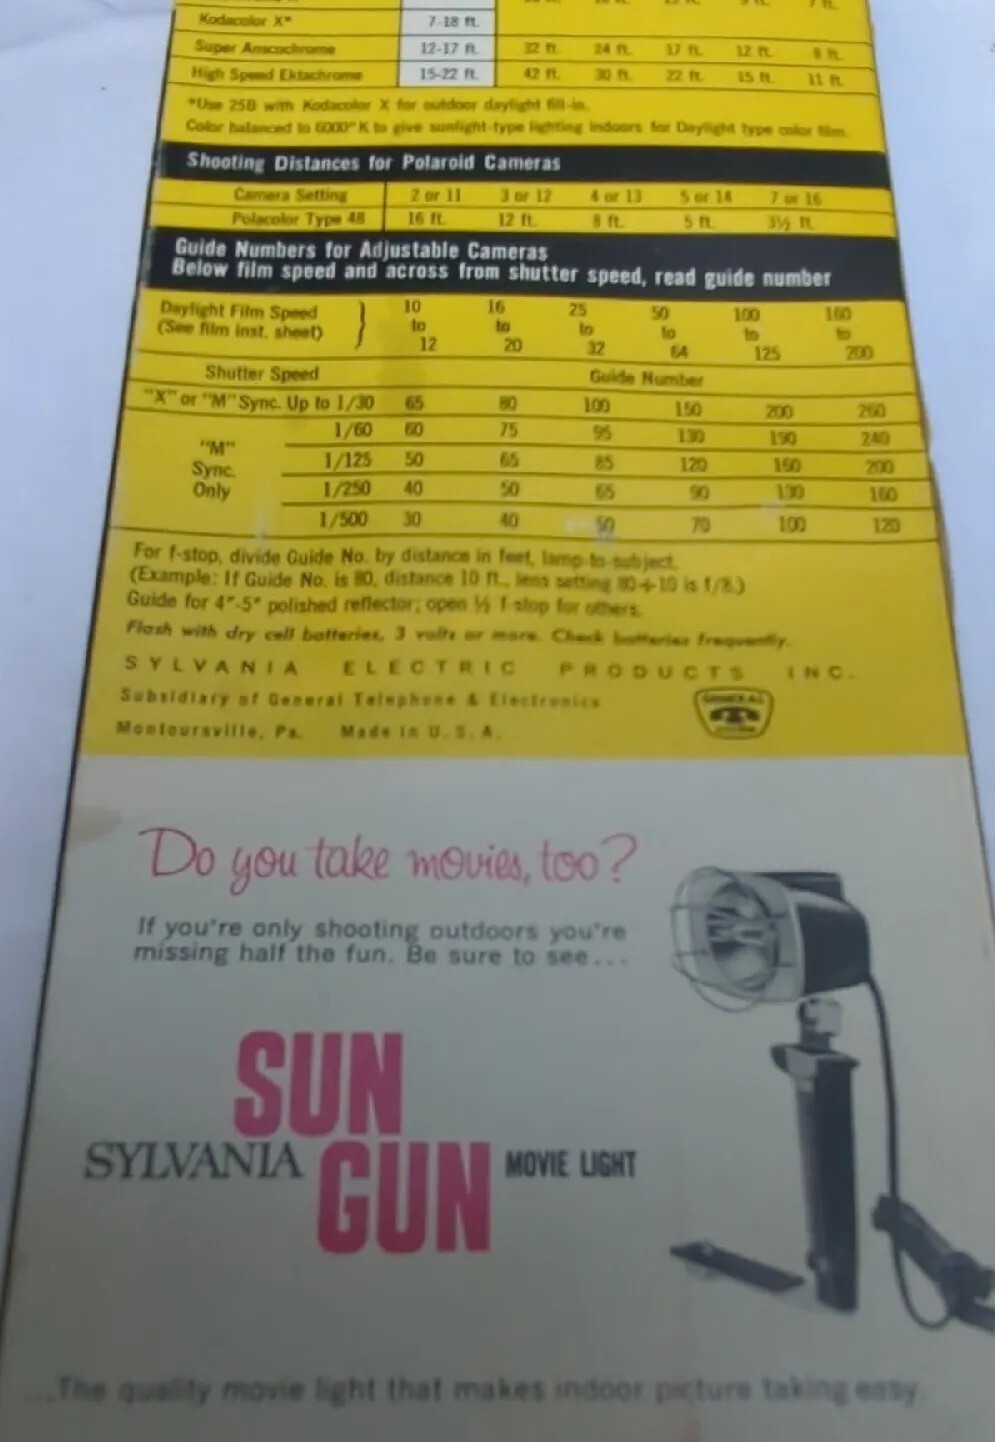 Kodacolor X* 7-18 ft.
Super Anscochrome 12-17 ft. 32 ft. 24 ft. 17 ft. 12 ft. 8 ft.
High Speed Ektachrome 15-22 ft. 42 ft. 30 ft. 22 ft. 15 ft. 11 ft.
*Use 25B with Kodacolor X for outdoor daylight fill-in.
Color balanced to 6000°K to give sunlight-type lighting indoors for Daylight type color film.
Shooting Distances for Polaroid Cameras
Camera Setting 2 or 11 3 or 12 4 or 13 5 or 14 7 or 16
Polacolor Type 48 16 ft. 12 ft. 8 ft. 5 ft. 3½ ft.
Guide Numbers for Adjustable Cameras
Below film speed and across from shutter speed, read guide number
Daylight Film Speed 10 16 25 50 100 160
(See film inst. sheet) } to to to to to to
12 20 32 64 125 200
Shutter Speed Guide Number
"X" or "M" Sync. Up to 1/30 65 80 100 150 200 260
1/60 60 75 95 130 190 240
"M"
Sync.
Only
1/125 50 65 85 120 160 200
1/250 40 50 65 90 130 160
1/500 30 40 50 70 100 120
For f-stop, divide Guide No. by distance in feet, lamp-to-subject.
(Example: If Guide No. is 80, distance 10 ft., lens setting 80÷10 is f/8.)
Guide for 4"-5" polished reflector; open ½ f-stop for others.
Flash with dry cell batteries, 3 volts or more. Check batteries frequently.
SYLVANIA ELECTRIC PRODUCTS INC.
Subsidiary of General Telephone & Electronics
GENERAL
SYSTEM
Montoursville, Pa. Made in U.S.A.
Do you take movies, too?
If you're only shooting outdoors you're
missing half the fun. Be sure to see...
SUN
SYLVANIA GUN MOVIE LIGHT
...The quality movie light that makes indoor picture taking easy.